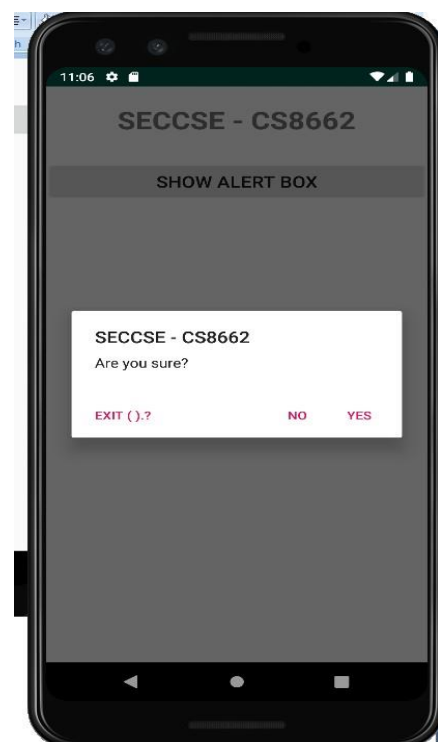 h
11:06
SECCSE - CS8662
SHOW ALERT BOX
SECCSE - CS8662
Are you sure?
EXIT ( ).? NO YES